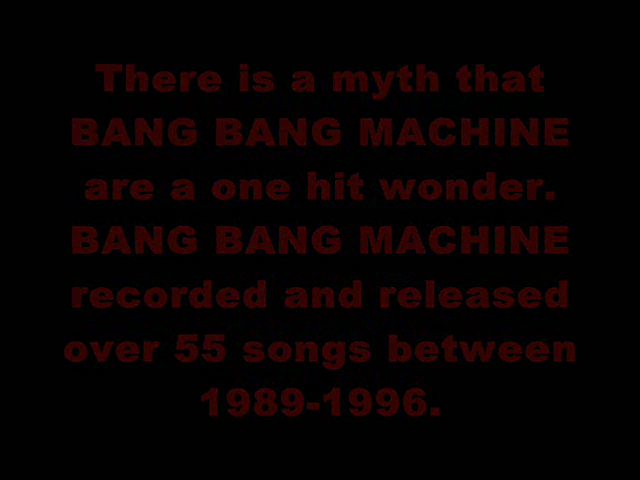 There is a myth that
BANG BANG MACHINE
are a one hit wonder.
BANG BANG MACHINE
recorded and released
over 55 songs between
1989-1996.